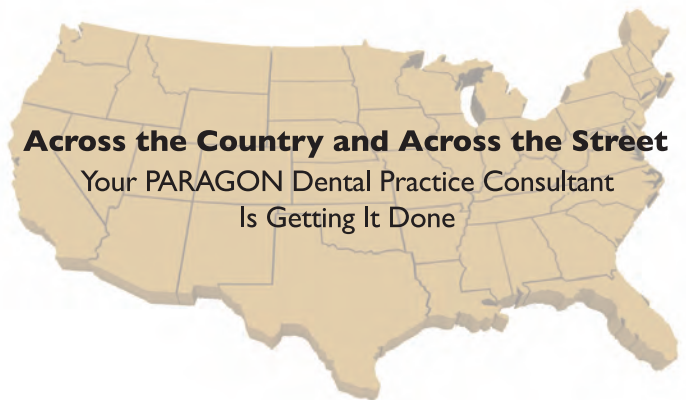 Across the Country and Across the Street
Your PARAGON Dental Practice Consultant
Is Getting It Done